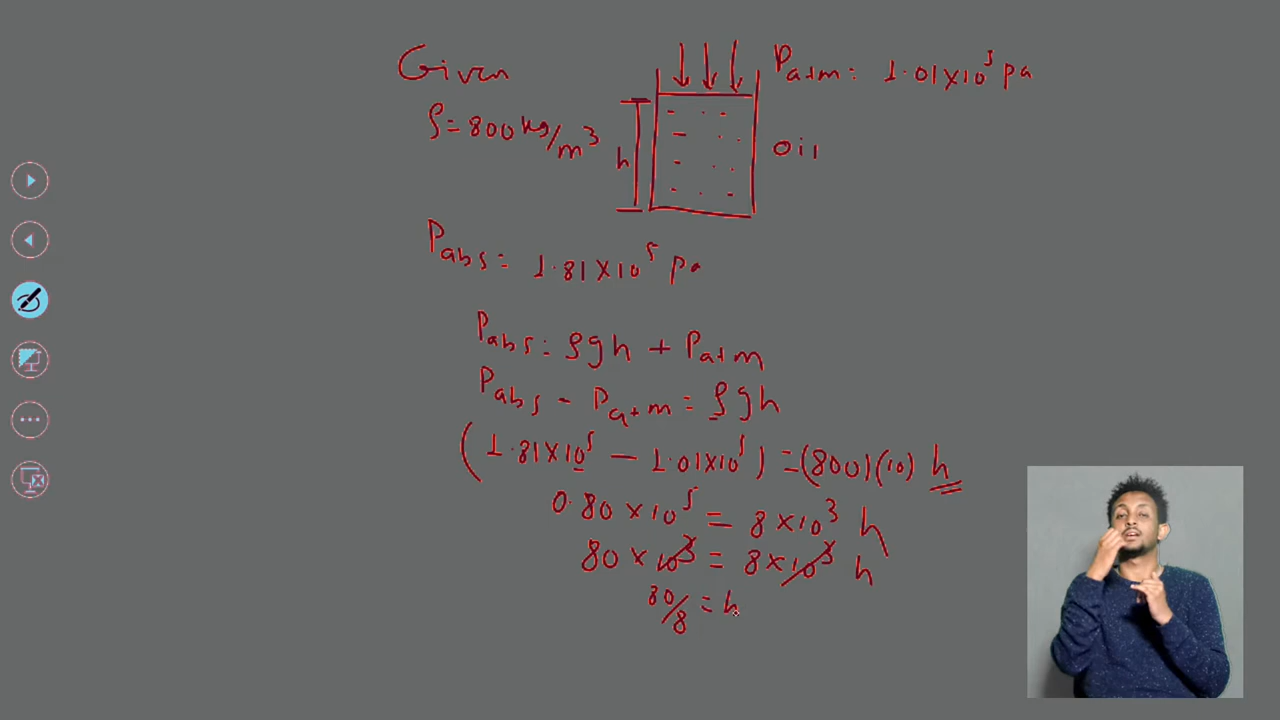 Given
Patm = 1.01×10⁵ pa
ρ = 800 kg/m³
h
Oil
Pabs = 1.81×10⁵ pa
Pabs = ρgh + Patm
Pabs - Patm = ρgh
(1.81×10⁵ - 1.01×10⁵) = (800)(10) h
0.80 × 10⁵ = 8×10³ h
80 × 10³ = 8×10³ h
80/8 = h